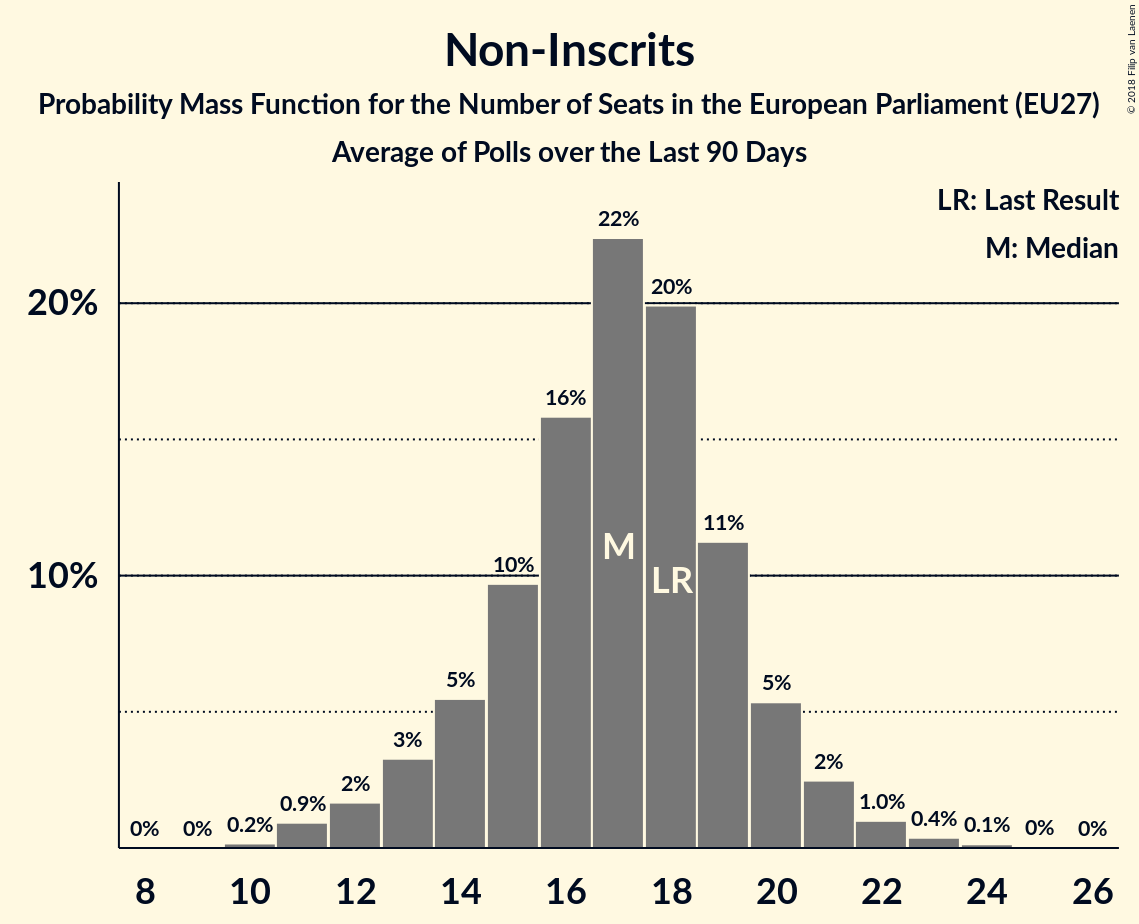 Non-Inscrits
Probability Mass Function for the Number of Seats in the European Parliament (EU27)
Average of Polls over the Last 90 Days
© 2018 Filip van Laenen
LR: Last Result
M: Median
20%
10%
0%
0%
0.2%
0.9%
2%
3%
5%
10%
16%
22%
20%
11%
5%
2%
1.0%
0.4%
0.1%
0%
0%
M
LR
8 10 12 14 16 18 20 22 24 26